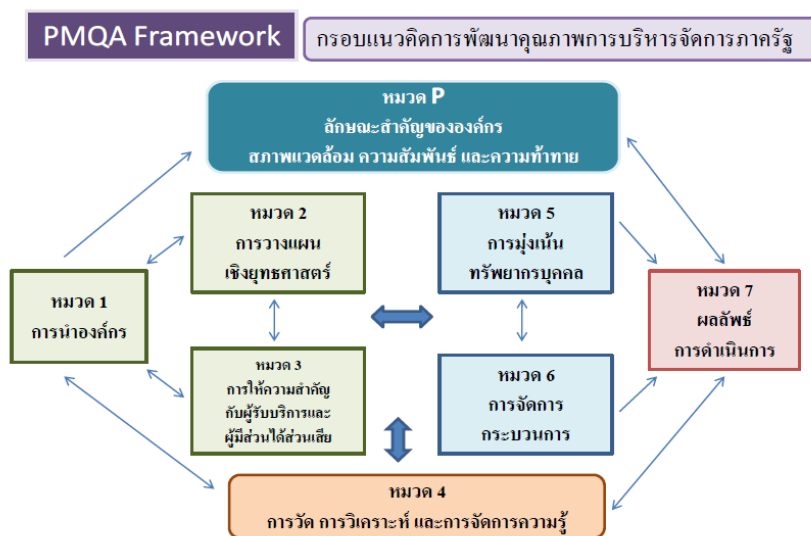 PMQA Framework
กรอบแนวคิดการพัฒนาคุณภาพการบริหารจัดการภาครัฐ
หมวด P
ลักษณะสำคัญขององค์กร
สภาพแวดล้อม ความสัมพันธ์ และความท้าทาย
หมวด 2
การวางแผน
เชิงยุทธศาสตร์
หมวด 5
การมุ่งเน้น
ทรัพยากรบุคคล
หมวด 1
การนำองค์กร
หมวด 7
ผลลัพธ์
การดำเนินการ
หมวด 3
การให้ความสำคัญ
กับผู้รับบริการและ
ผู้มีส่วนได้ส่วนเสีย
หมวด 6
การจัดการ
กระบวนการ
หมวด 4
การวัด การวิเคราะห์ และการจัดการความรู้